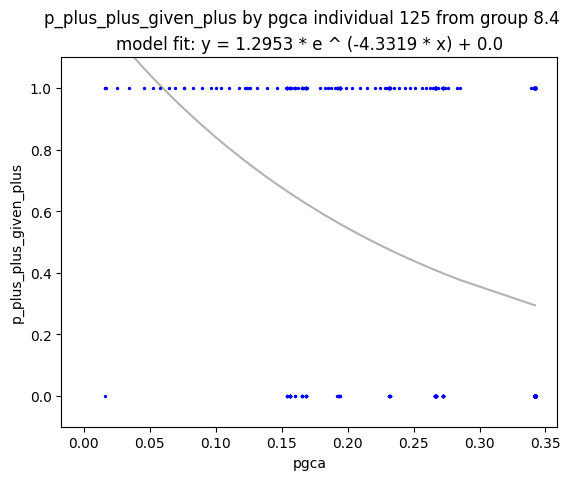 p_plus_plus_given_plus by pgca individual 125 from group 8.4
model fit: y = 1.2953 * e ^ (-4.3319 * x) + 0.0
p_plus_plus_given_plus
1.0
0.8
0.6
0.4
0.2
0.0
0.00 0.05 0.10 0.15 0.20 0.25 0.30 0.35
pgca